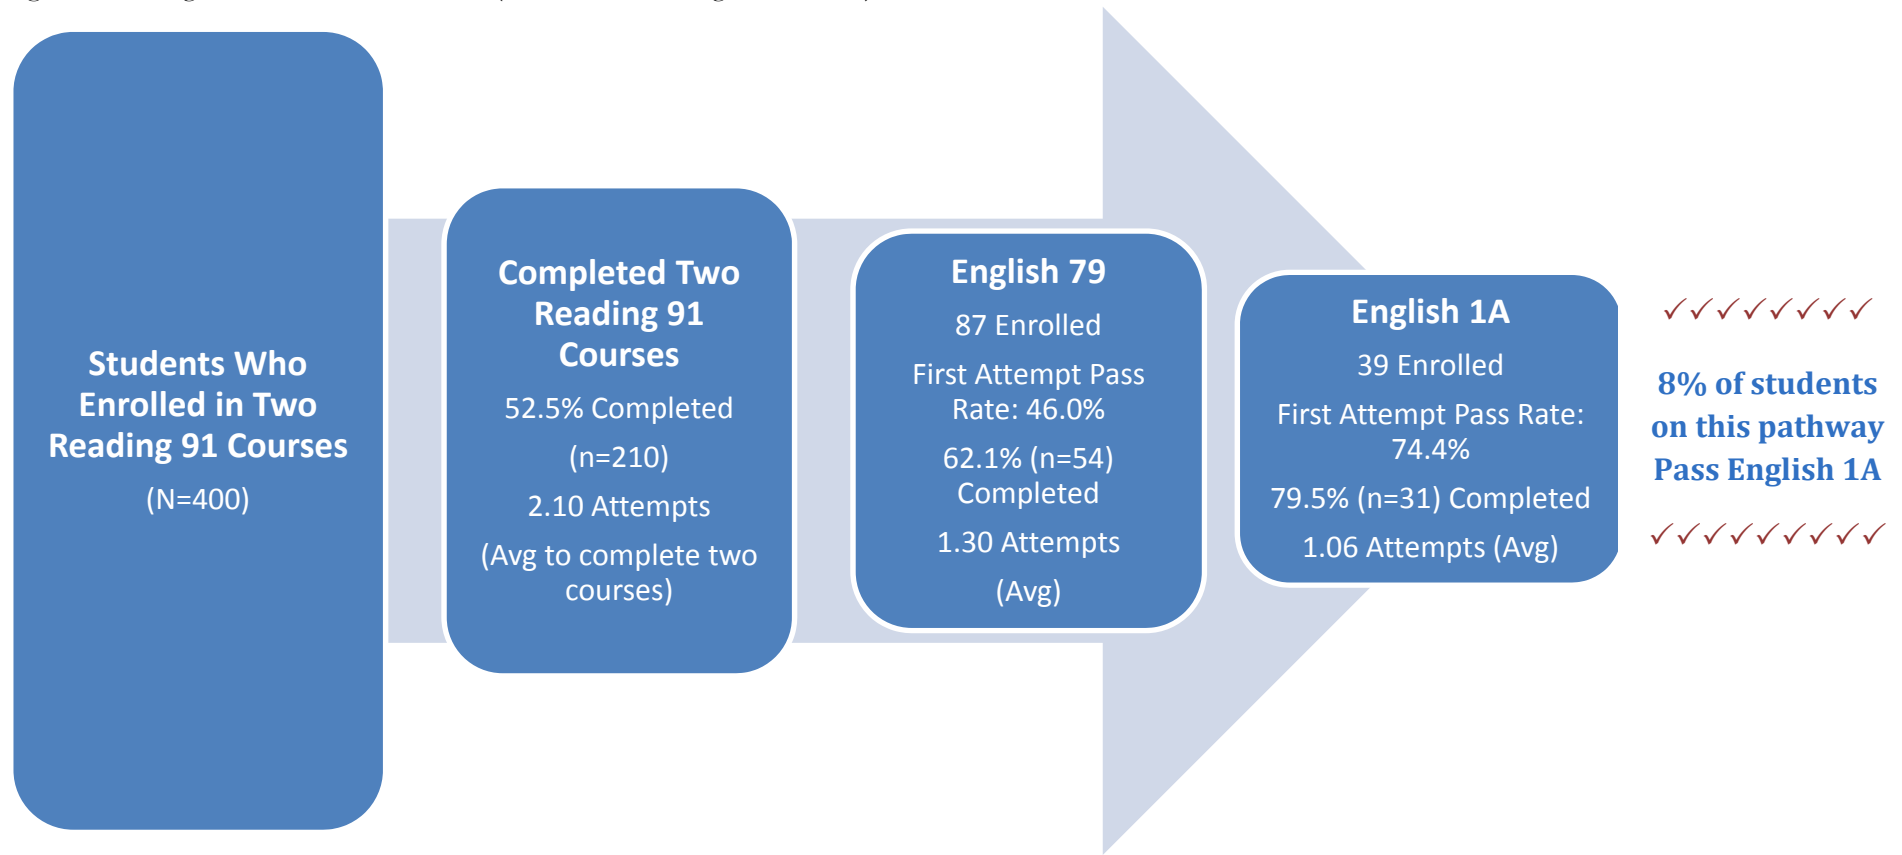 Students Who
Enrolled in Two
Reading 91 Courses
(N=400)
Completed Two
Reading 91
Courses
52.5% Completed
(n=210)
2.10 Attempts
(Avg to complete two
courses)
English 79
87 Enrolled
First Attempt Pass
Rate: 46.0%
62.1% (n=54)
Completed
1.30 Attempts
(Avg)
English 1A
39 Enrolled
First Attempt Pass Rate:
74.4%
79.5% (n=31) Completed
1.06 Attempts (Avg)
✓✓✓✓✓✓✓✓
8% of students
on this pathway
Pass English 1A
✓✓✓✓✓✓✓✓✓